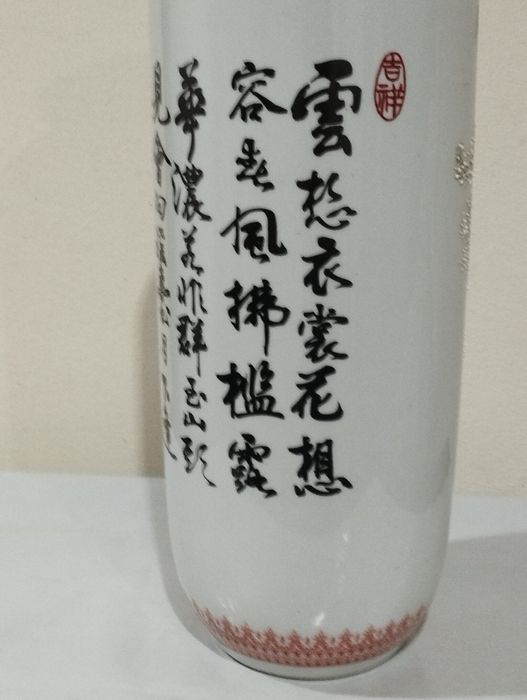 吉祥
雲想衣裳花想
容春風拂檻露
華濃若非群玉山頭
見會向